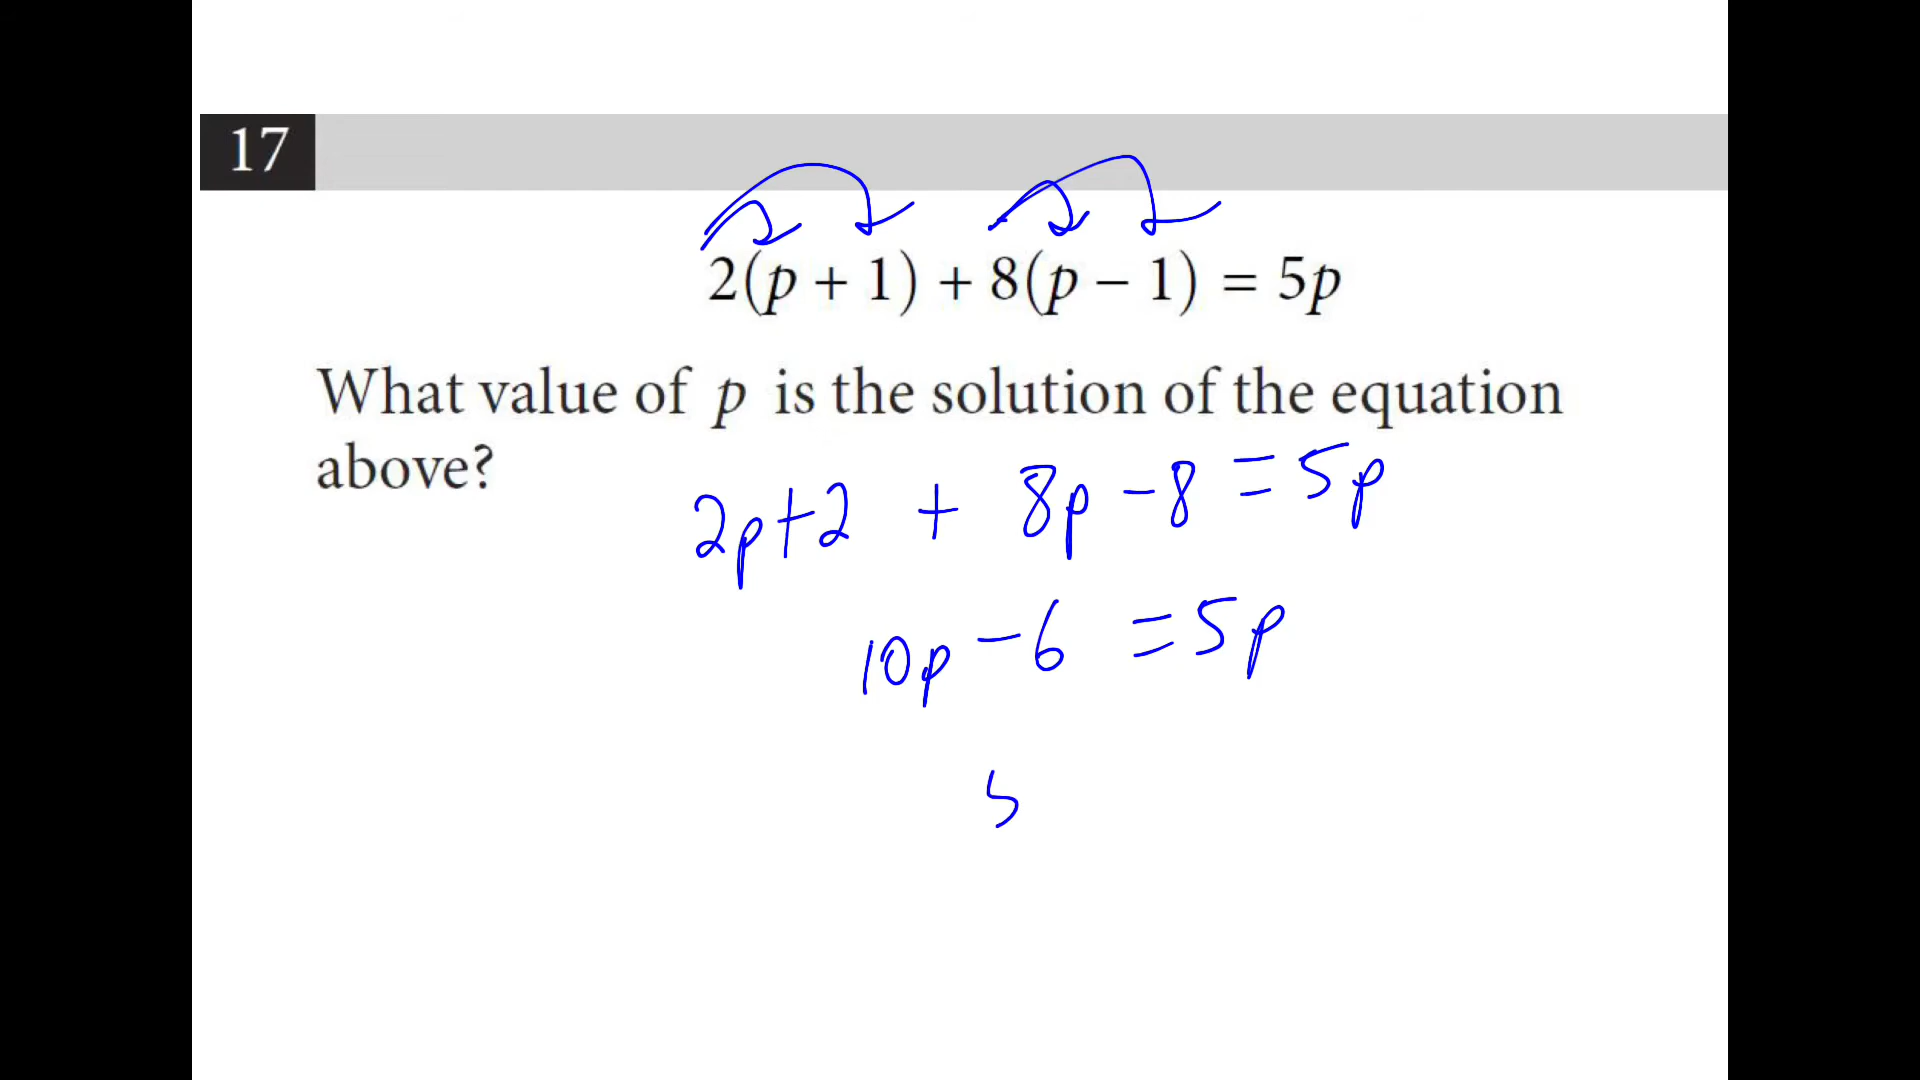 17
2(p + 1) + 8(p − 1) = 5p
What value of p is the solution of the equation
above?
2p+2 + 8p −8 = 5p
10p −6 = 5p
5